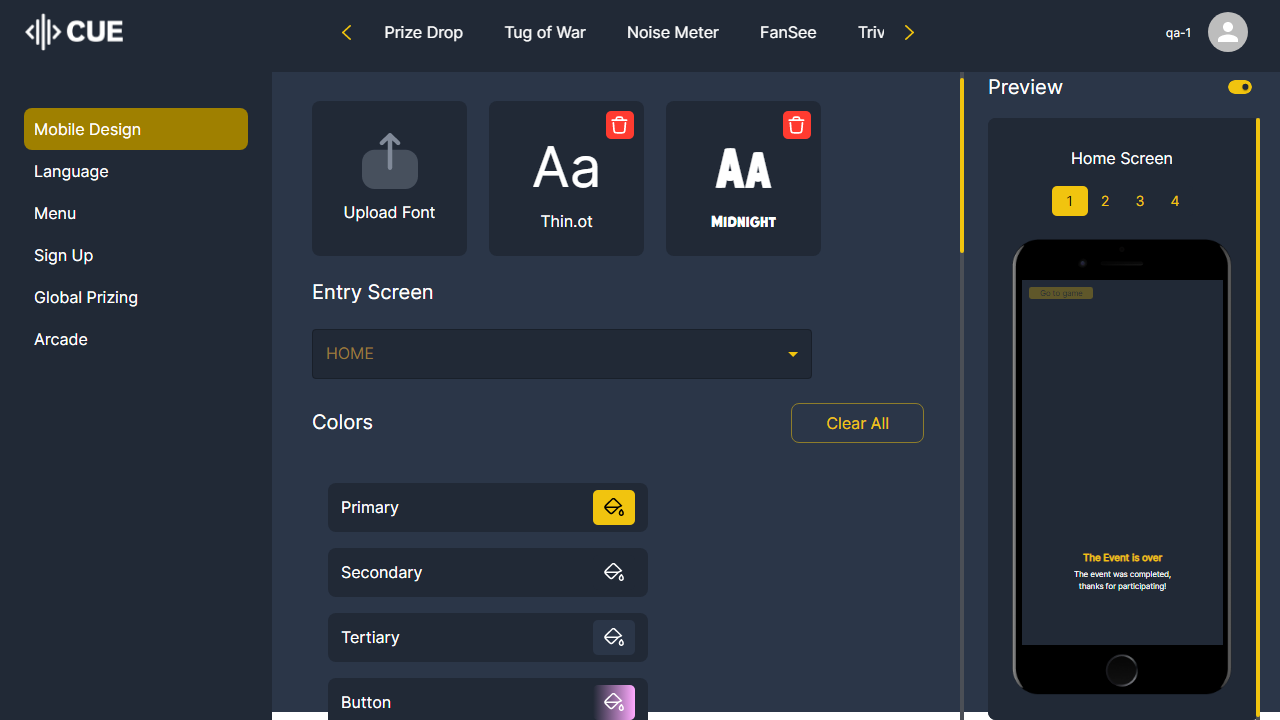 CUE
Prize Drop
Tug of War
Noise Meter
FanSee
Triv
qa-1
Mobile Design
Language
Menu
Sign Up
Global Prizing
Arcade
Upload Font
Aa
Thin.ot
Aa
Midnight
Entry Screen
HOME
Colors
Clear All
Primary
Secondary
Tertiary
Button
Preview
Home Screen
1 2 3 4
Go to game
The Event is over
The event was completed,
thanks for participating!